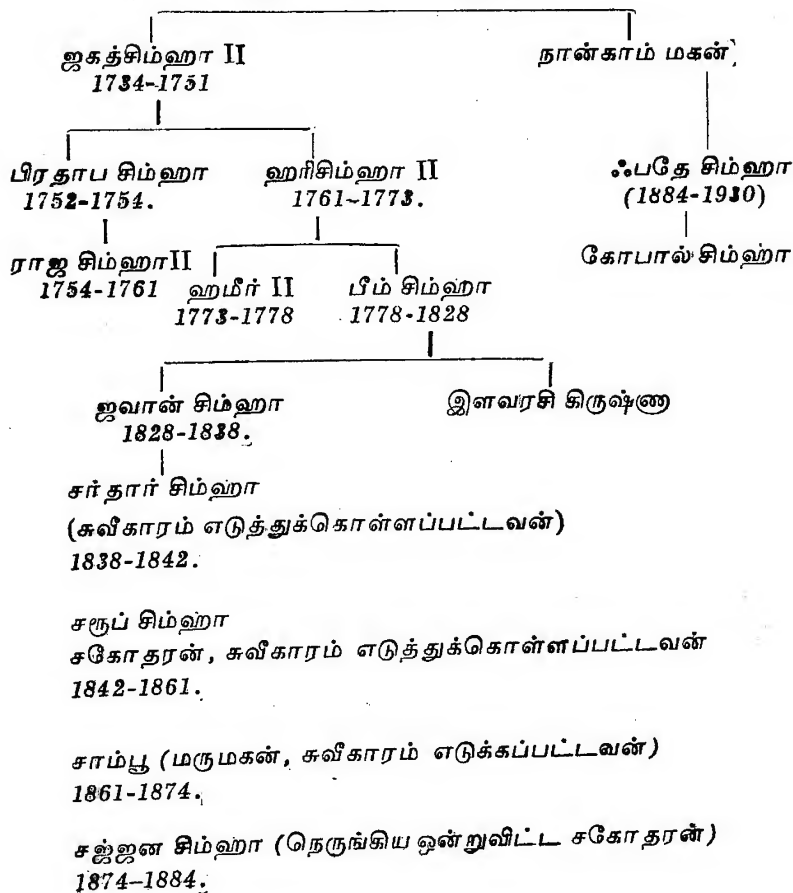 ஜகத்சிம்ஹா II நான்காம் மகன்
1734-1751
பிரதாப சிம்ஹா ஹரிசிம்ஹா II ஃபதே சிம்ஹா
1752-1754. 1761-1773. (1884-1930)
ராஜ சிம்ஹா II ஹமீர் II பீம் சிம்ஹா கோபால் சிம்ஹா
1754-1761 1773-1778 1778-1828
ஜவான் சிம்ஹா இளவரசி கிருஷ்ணா
1828-1838.
சர்தார் சிம்ஹா
(சுவீகாரம் எடுத்துக்கொள்ளப்பட்டவன்)
1838-1842.
சரூப் சிம்ஹா
சகோதரன், சுவீகாரம் எடுத்துக்கொள்ளப்பட்டவன்
1842-1861.
சாம்பூ (மருமகன், சுவீகாரம் எடுக்கப்பட்டவன்)
1861-1874.
சஜ்ஜன சிம்ஹா (நெருங்கிய ஒன்றுவிட்ட சகோதரன்)
1874-1884.